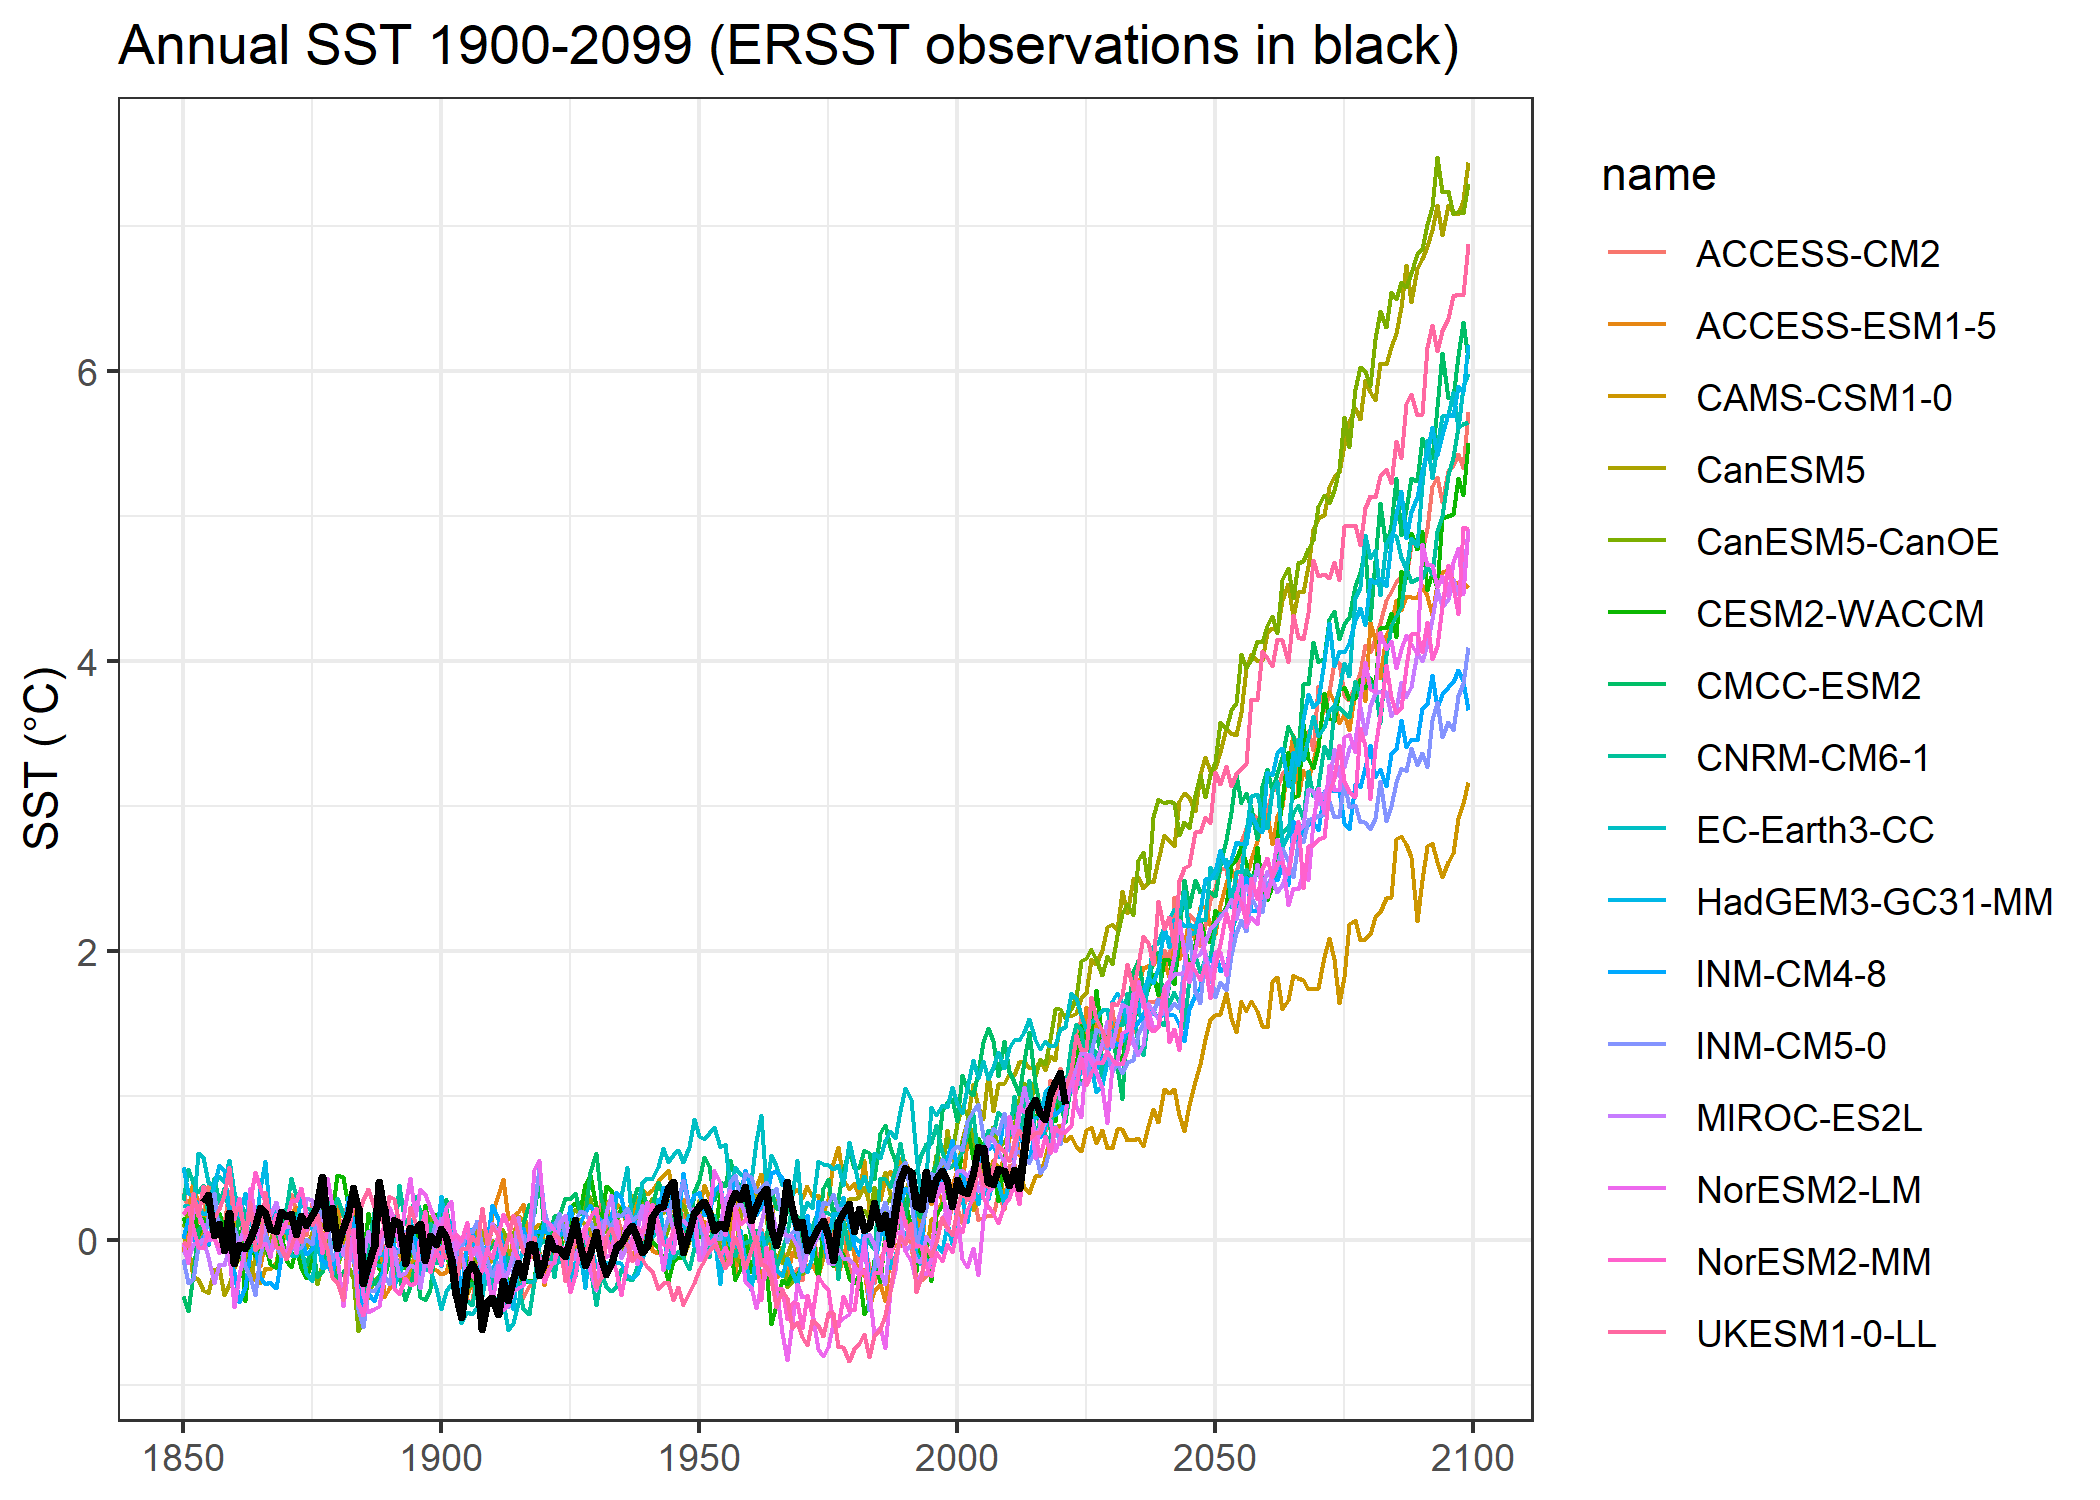 Annual SST 1900-2099 (ERSST observations in black)
SST (°C)
6
4
2
0
1850
1900
1950
2000
2050
2100
name
ACCESS-CM2
ACCESS-ESM1-5
CAMS-CSM1-0
CanESM5
CanESM5-CanOE
CESM2-WACCM
CMCC-ESM2
CNRM-CM6-1
EC-Earth3-CC
HadGEM3-GC31-MM
INM-CM4-8
INM-CM5-0
MIROC-ES2L
NorESM2-LM
NorESM2-MM
UKESM1-0-LL